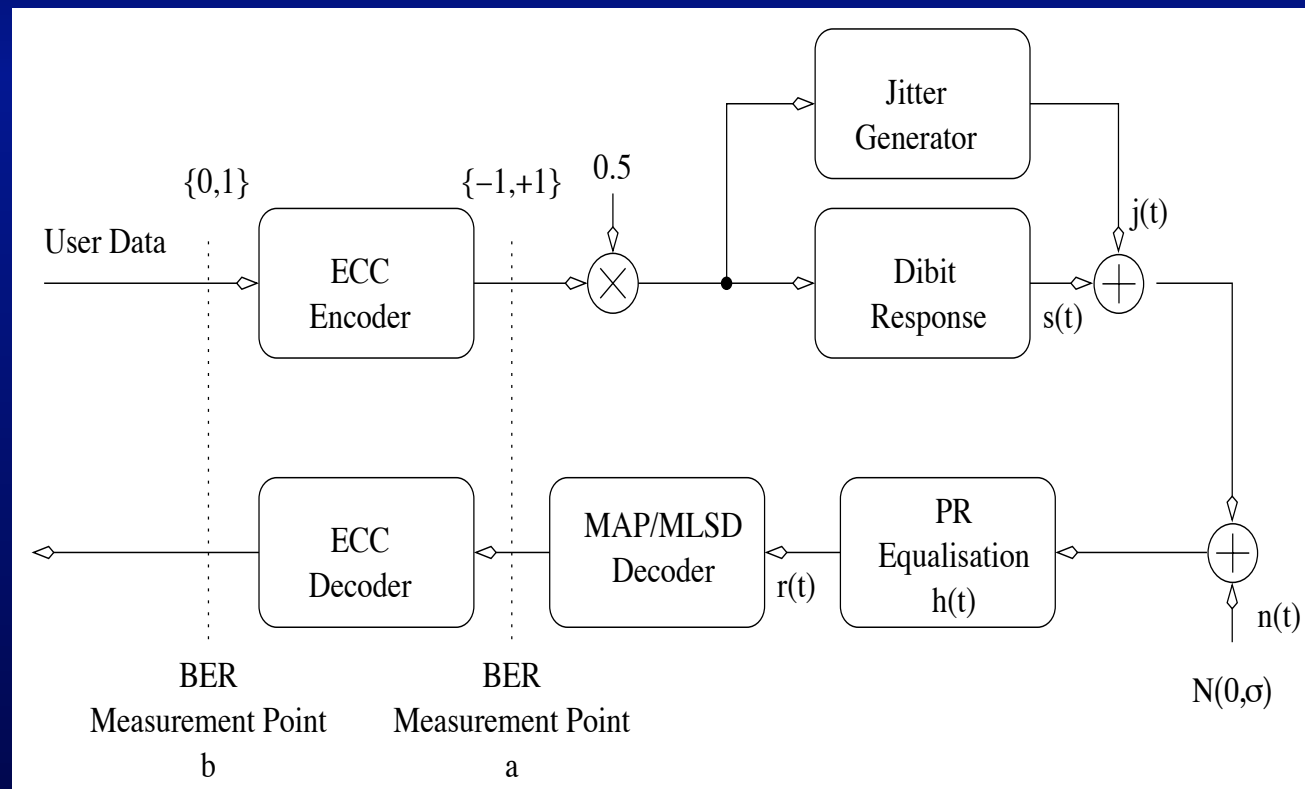 Jitter
Generator
{0,1}
{−1,+1}
0.5
j(t)
User Data
ECC
Encoder
Dibit
Response
s(t)
ECC
Decoder
MAP/MLSD
Decoder
r(t)
PR
Equalisation
h(t)
n(t)
N(0,σ)
BER
Measurement Point
b
BER
Measurement Point
a